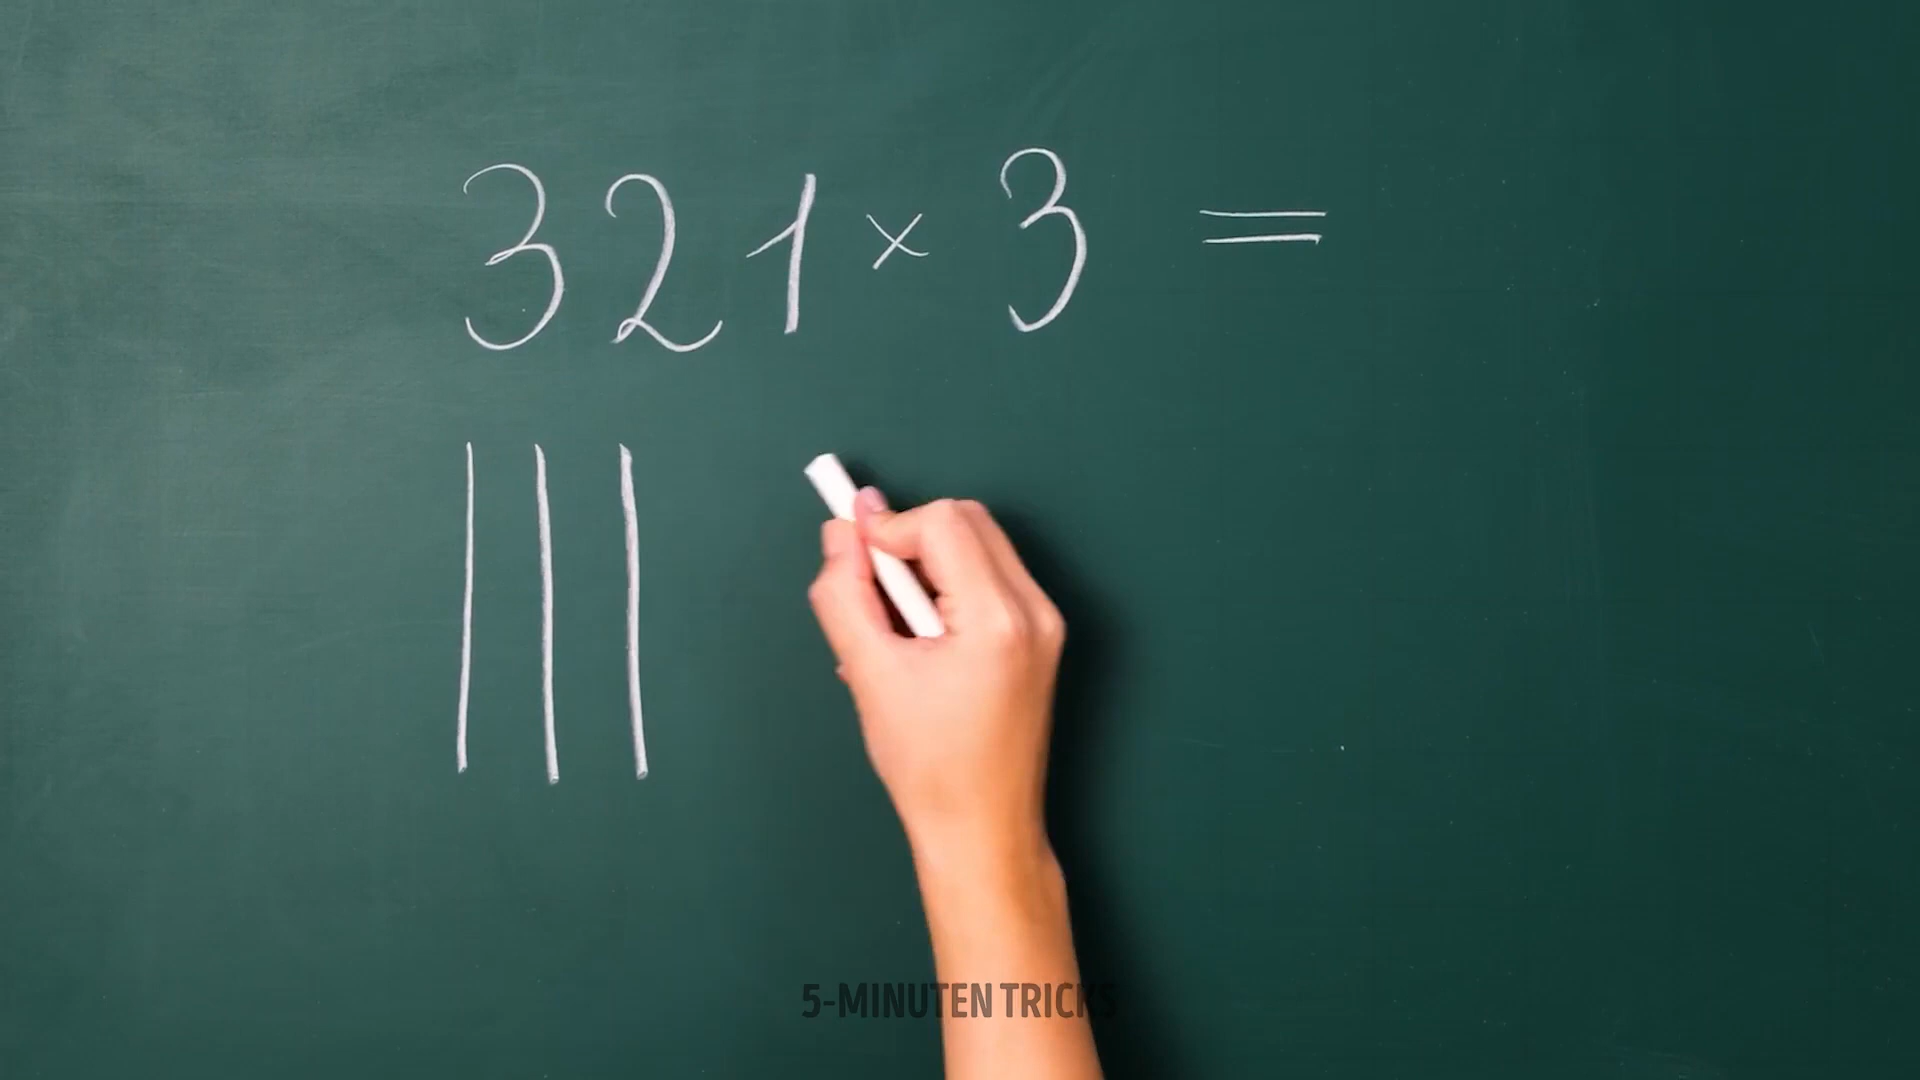 321 × 3 =
5-MINUTEN TRICKS